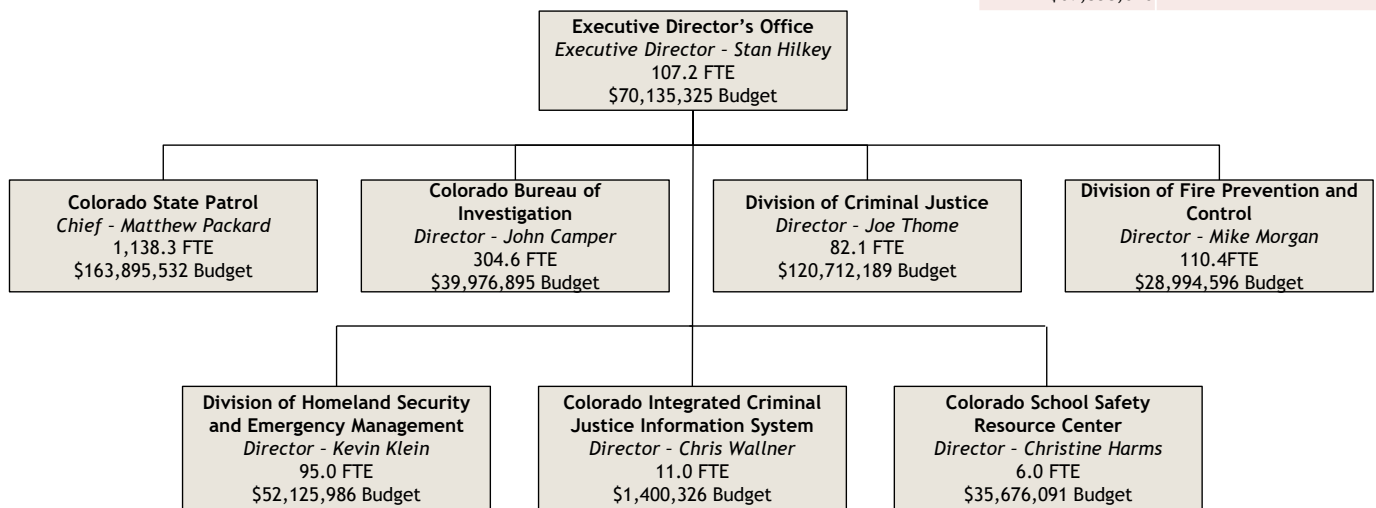 Executive Director’s Office
Executive Director – Stan Hilkey
107.2 FTE
$70,135,325 Budget
Colorado State Patrol
Chief – Matthew Packard
1,138.3 FTE
$163,895,532 Budget
Colorado Bureau of
Investigation
Director – John Camper
304.6 FTE
$39,976,895 Budget
Division of Criminal Justice
Director – Joe Thome
82.1 FTE
$120,712,189 Budget
Division of Fire Prevention and
Control
Director – Mike Morgan
110.4FTE
$28,994,596 Budget
Division of Homeland Security
and Emergency Management
Director – Kevin Klein
95.0 FTE
$52,125,986 Budget
Colorado Integrated Criminal
Justice Information System
Director – Chris Wallner
11.0 FTE
$1,400,326 Budget
Colorado School Safety
Resource Center
Director – Christine Harms
6.0 FTE
$35,676,091 Budget